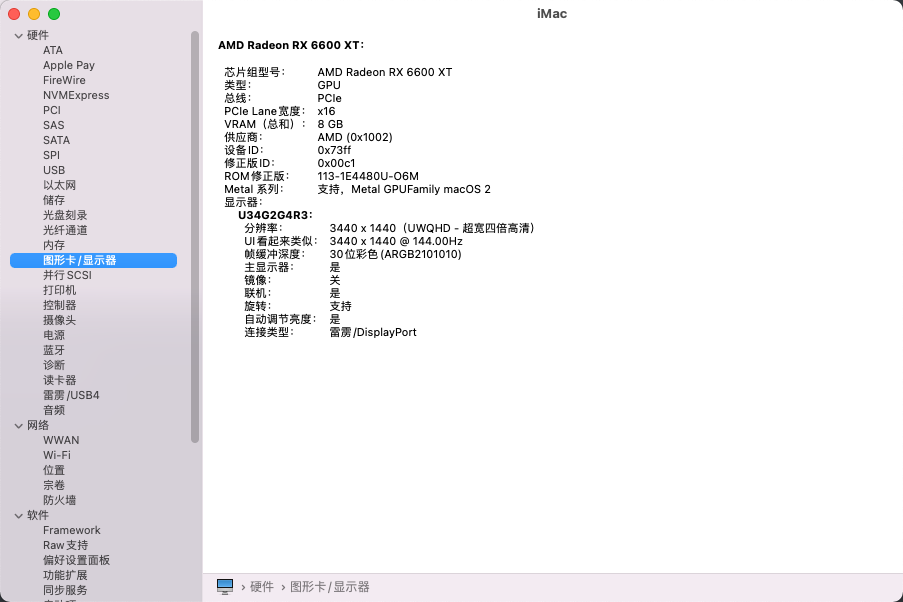 iMac
硬件
ATA
Apple Pay
FireWire
NVMExpress
PCI
SAS
SATA
SPI
USB
以太网
储存
光盘刻录
光纤通道
内存
图形卡/显示器
并行SCSI
打印机
控制器
摄像头
电源
蓝牙
诊断
读卡器
雷雳/USB4
音频
网络
WWAN
Wi-Fi
位置
宗卷
防火墙
软件
Framework
Raw支持
偏好设置面板
功能扩展
同步服务
AMD Radeon RX 6600 XT：
芯片组型号： AMD Radeon RX 6600 XT
类型： GPU
总线： PCIe
PCIe Lane宽度： x16
VRAM（总和）： 8 GB
供应商： AMD (0x1002)
设备ID： 0x73ff
修正版ID： 0x00c1
ROM修正版： 113-1E4480U-O6M
Metal 系列： 支持，Metal GPUFamily macOS 2
显示器：
U34G2G4R3：
分辨率： 3440 x 1440（UWQHD - 超宽四倍高清）
UI看起来类似： 3440 x 1440 @ 144.00Hz
帧缓冲深度： 30位彩色(ARGB2101010)
主显示器： 是
镜像： 关
联机： 是
旋转： 支持
自动调节亮度： 是
连接类型： 雷雳/DisplayPort
› 硬件 › 图形卡/显示器